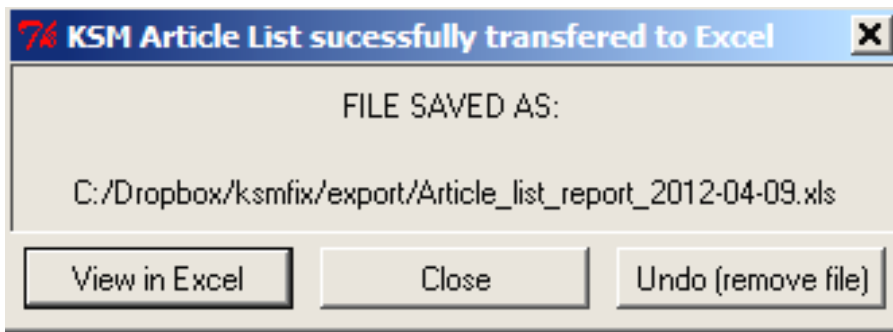 KSM Article List sucessfully transfered to Excel
FILE SAVED AS:
C:/Dropbox/ksmfix/export/Article_list_report_2012-04-09.xls
View in Excel Close Undo (remove file)